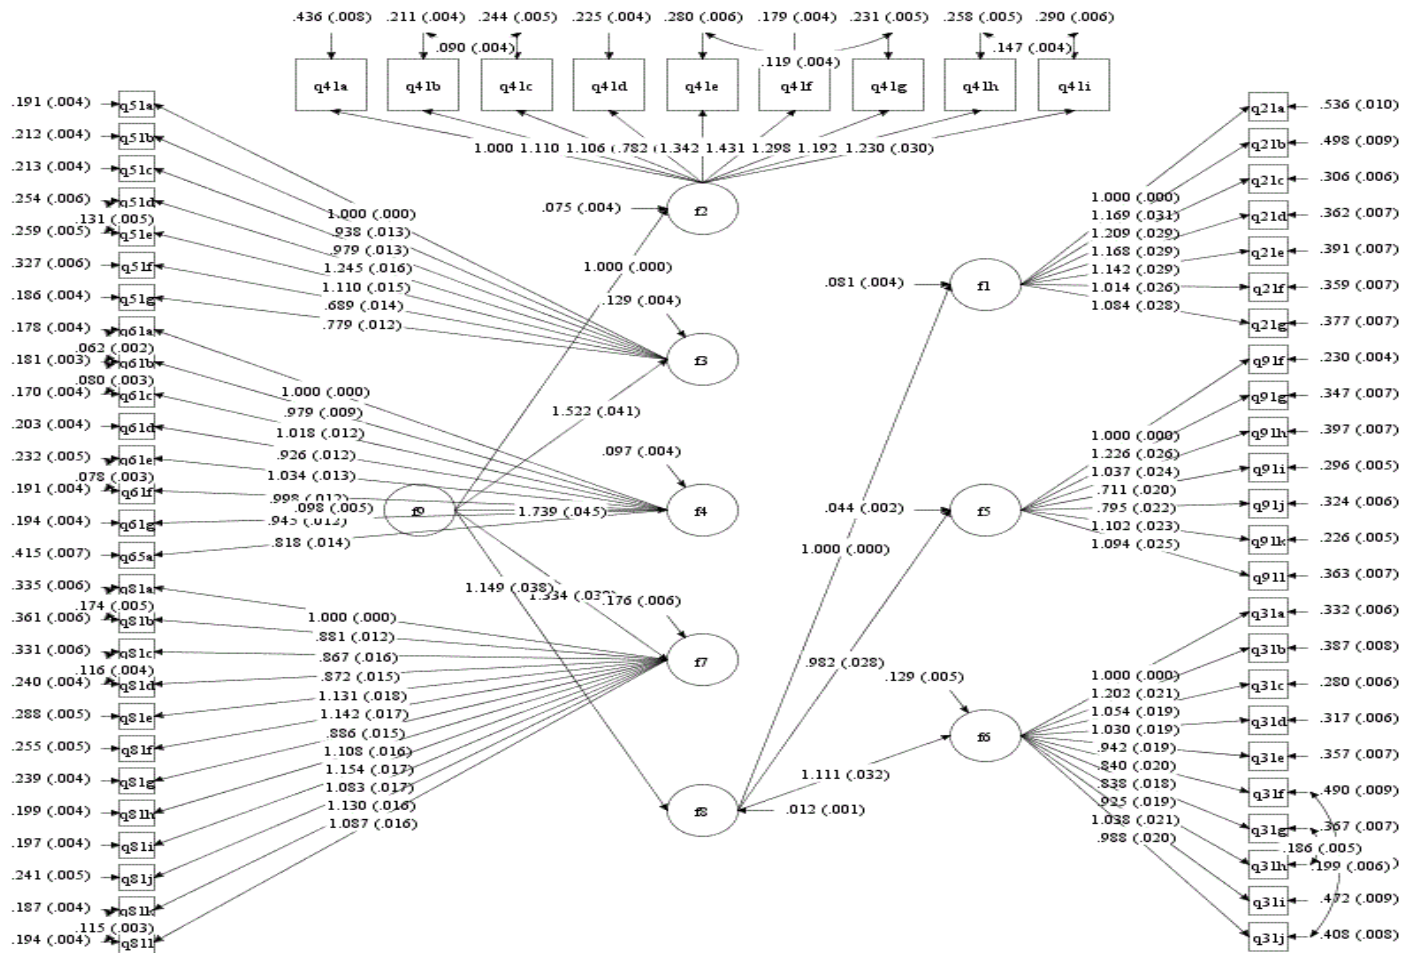 .436 (.008) .211 (.004) .244 (.005) .225 (.004) .280 (.006) .179 (.004) .231 (.005) .258 (.005) .290 (.006)
.090 (.004) .119 (.004) .147 (.004)
q41a q41b q41c q41d q41e q41f q41g q41h q41i
1.000 1.110 1.106 (.782 (1.342 1.431 1.298 1.192 1.230 (.030)
.191 (.004) q51a
.212 (.004) q51b
.213 (.004) q51c
.254 (.006) q51d
.131 (.005)
.259 (.005) q51e
.327 (.006) q51f
.186 (.004) q51g
.178 (.004) q61a
.062 (.002)
.181 (.003) q61b
.080 (.003)
.170 (.004) q61c
.203 (.004) q61d
.232 (.005) q61e
.078 (.003)
.191 (.004) q61f
.194 (.004) q61g
.415 (.007) q65a
.335 (.006) q81a
.174 (.005)
.361 (.006) q81b
.331 (.006) q81c
.116 (.004)
.240 (.004) q81d
.288 (.005) q81e
.255 (.005) q81f
.239 (.004) q81g
.199 (.004) q81h
.197 (.004) q81i
.241 (.005) q81j
.187 (.004) q81k
.115 (.003)
.194 (.004) q81l
1.000 (.000)
.938 (.013)
.979 (.013)
1.245 (.016)
1.110 (.015)
.689 (.014)
.779 (.012)
1.000 (.000)
.979 (.009)
1.018 (.012)
.926 (.012)
1.034 (.013)
.998 (.012)
.945 (.012)
.818 (.014)
1.000 (.000)
.881 (.012)
.867 (.016)
.872 (.015)
1.131 (.018)
1.142 (.017)
.886 (.015)
1.108 (.016)
1.154 (.017)
1.083 (.017)
1.130 (.016)
1.087 (.016)
.098 (.005) f9
.075 (.004) f2
1.000 (.000)
.129 (.004)
f3
1.522 (.041)
.097 (.004)
1.739 (.045) f4
1.149 (.038)
1.334
.176 (.006)
f7
f8
.012 (.001)
.081 (.004) f1
.044 (.002) f5
1.000 (.000)
.982 (.028)
.129 (.005)
f6
1.111 (.032)
1.000 (.000)
1.169 (.031)
1.209 (.029)
1.168 (.029)
1.142 (.029)
1.014 (.026)
1.084 (.028)
1.000 (.000)
1.226 (.026)
1.037 (.024)
.711 (.020)
.795 (.022)
1.102 (.023)
1.094 (.025)
1.000 (.000)
1.202 (.021)
1.054 (.019)
1.030 (.019)
.942 (.019)
.840 (.020)
.838 (.018)
.925 (.019)
1.038 (.021)
.988 (.020)
q21a .536 (.010)
q21b .498 (.009)
q21c .306 (.006)
q21d .362 (.007)
q21e .391 (.007)
q21f .359 (.007)
q21g .377 (.007)
q91f .230 (.004)
q91g .347 (.007)
q91h .397 (.007)
q91i .296 (.005)
q91j .324 (.006)
q91k .226 (.005)
q91l .363 (.007)
q31a .332 (.006)
q31b .387 (.008)
q31c .280 (.006)
q31d .317 (.006)
q31e .357 (.007)
q31f .490 (.009)
q31g .367 (.007)
.186 (.005)
q31h .199 (.006)
q31i .472 (.009)
q31j .408 (.008)